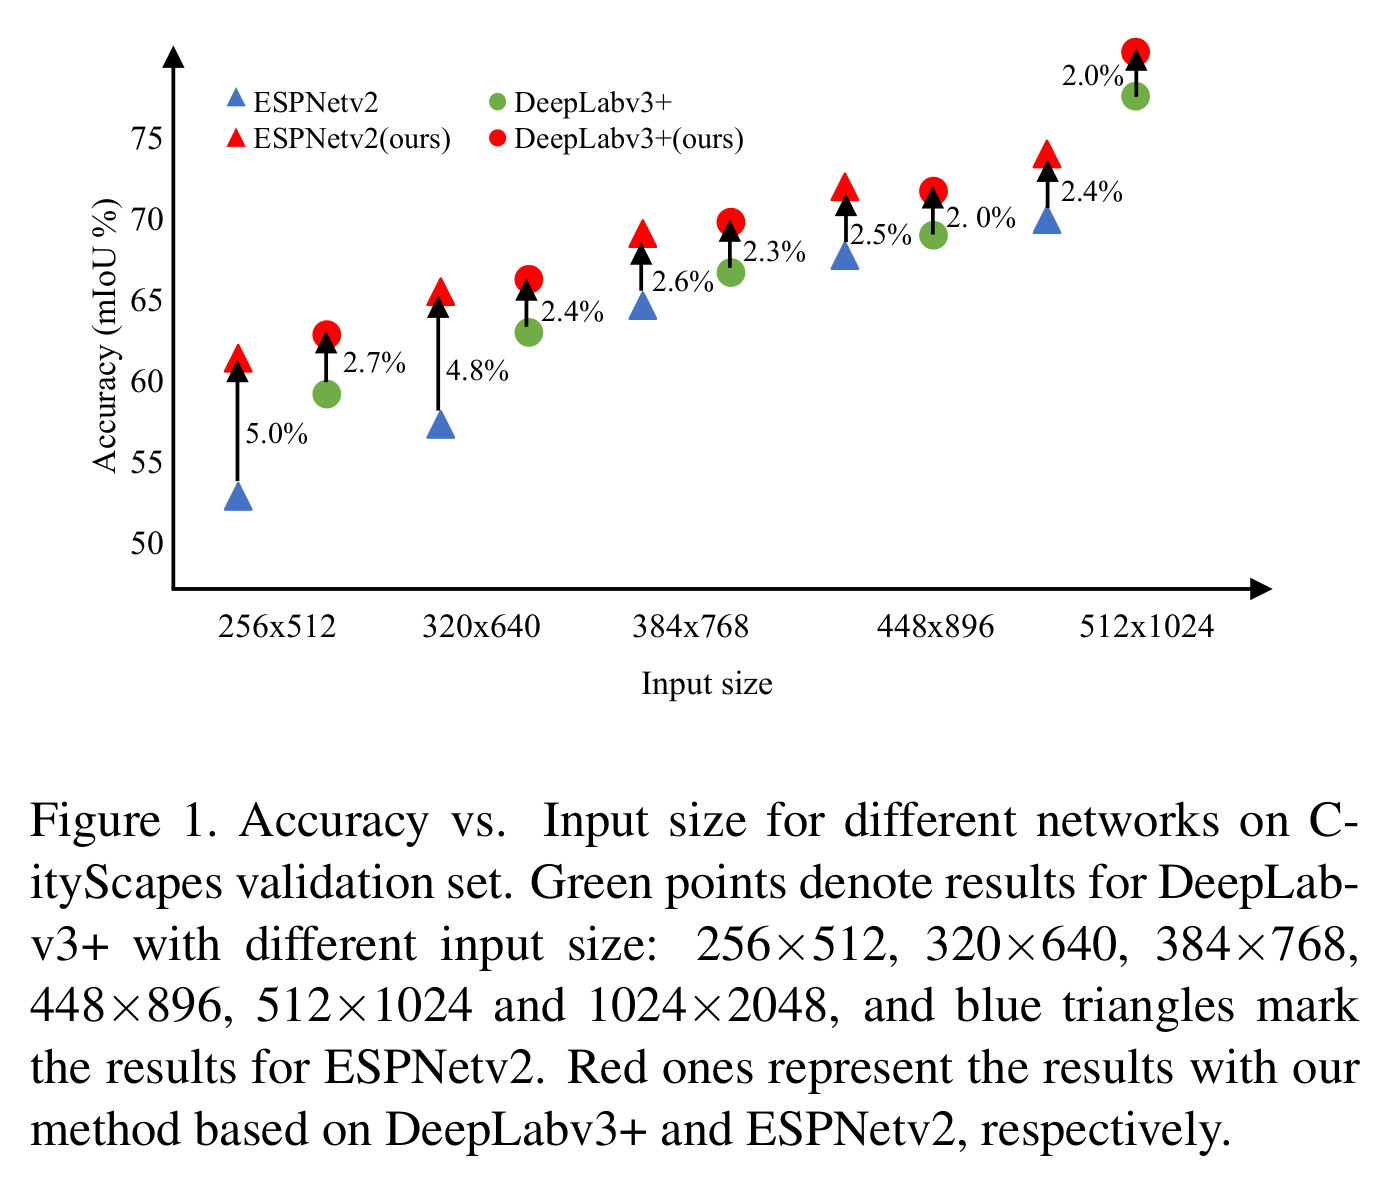 ESPNetv2
DeepLabv3+
ESPNetv2(ours)
DeepLabv3+(ours)
Accuracy (mIoU %)
75
70
65
60
55
50
5.0%
2.7%
4.8%
2.4%
2.6%
2.3%
2.5%
2. 0%
2.4%
2.0%
256x512
320x640
384x768
448x896
512x1024
Input size
Figure 1. Accuracy vs. Input size for different networks on C-
ityScapes validation set. Green points denote results for DeepLab-
v3+ with different input size: 256×512, 320×640, 384×768,
448×896, 512×1024 and 1024×2048, and blue triangles mark
the results for ESPNetv2. Red ones represent the results with our
method based on DeepLabv3+ and ESPNetv2, respectively.